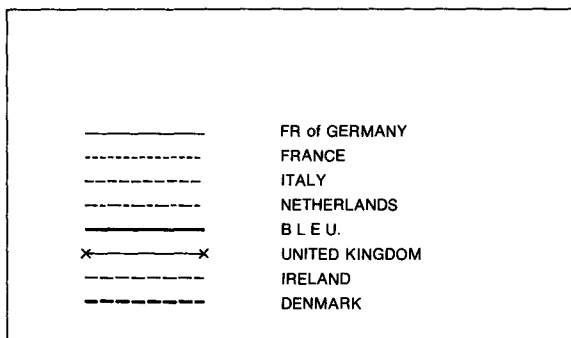 FR of GERMANY
FRANCE
ITALY
NETHERLANDS
B L E U.
UNITED KINGDOM
IRELAND
DENMARK